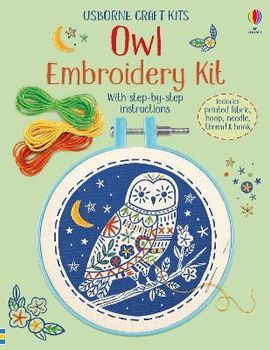 USBORNE CRAFT KITS
Owl
Embroidery Kit
With step-by-step
instructions
Includes
printed fabric,
hoop, needle,
thread & book